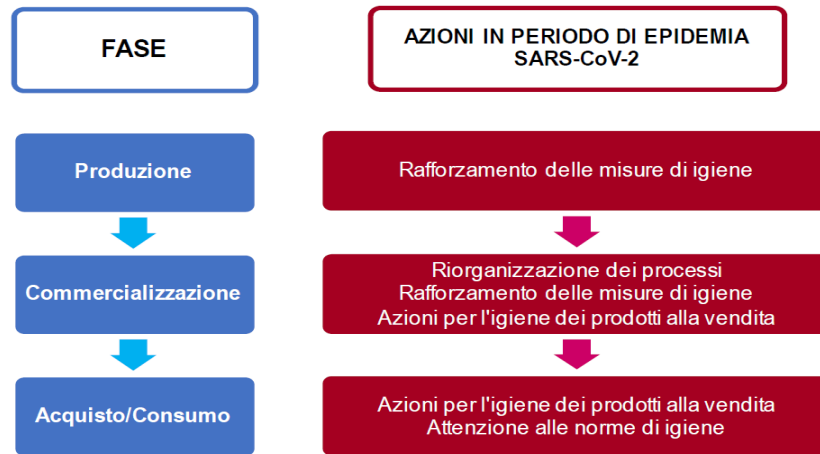 FASE
AZIONI IN PERIODO DI EPIDEMIA
SARS-CoV-2
Produzione
Rafforzamento delle misure di igiene
Commercializzazione
Riorganizzazione dei processi
Rafforzamento delle misure di igiene
Azioni per l'igiene dei prodotti alla vendita
Acquisto/Consumo
Azioni per l'igiene dei prodotti alla vendita
Attenzione alle norme di igiene